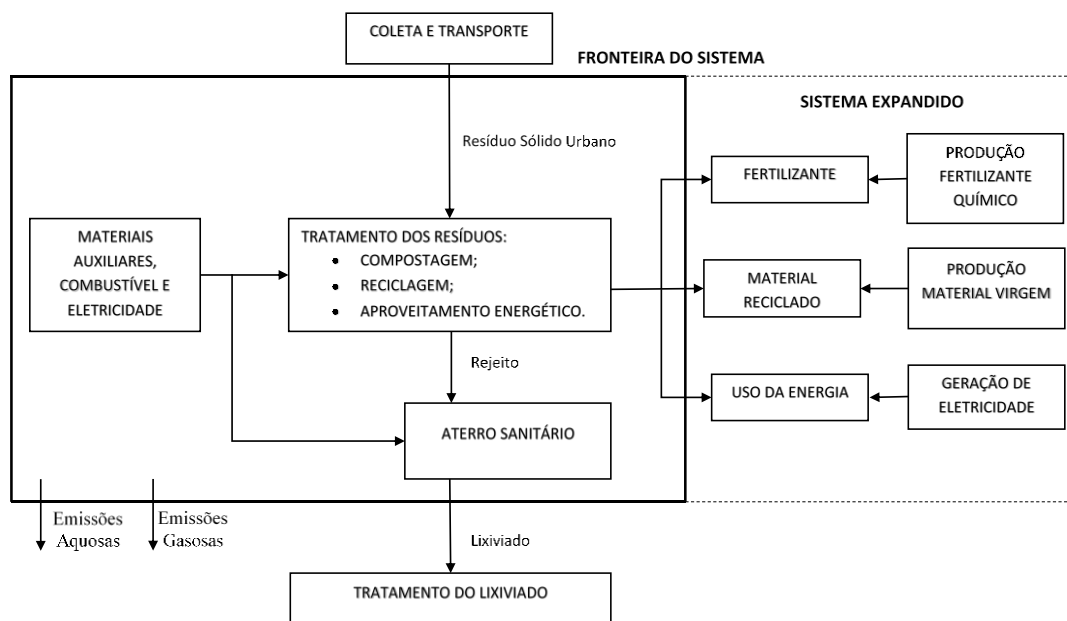 COLETA E TRANSPORTE
FRONTEIRA DO SISTEMA
SISTEMA EXPANDIDO
Resíduo Sólido Urbano
FERTILIZANTE
PRODUÇÃO
FERTILIZANTE
QUÍMICO
MATERIAIS
AUXILIARES,
COMBUSTÍVEL E
ELETRICIDADE
TRATAMENTO DOS RESÍDUOS:
• COMPOSTAGEM;
• RECICLAGEM;
• APROVEITAMENTO ENERGÉTICO.
MATERIAL
RECICLADO
PRODUÇÃO
MATERIAL VIRGEM
Rejeito
USO DA ENERGIA
GERAÇÃO DE
ELETRICIDADE
ATERRO SANITÁRIO
Emissões
Aquosas
Emissões
Gasosas
Lixiviado
TRATAMENTO DO LIXIVIADO